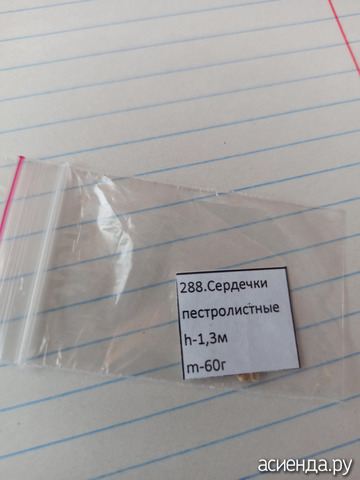 288.Сердечки
пестролистные
h-1,3м
m-60г
асиенда.ру